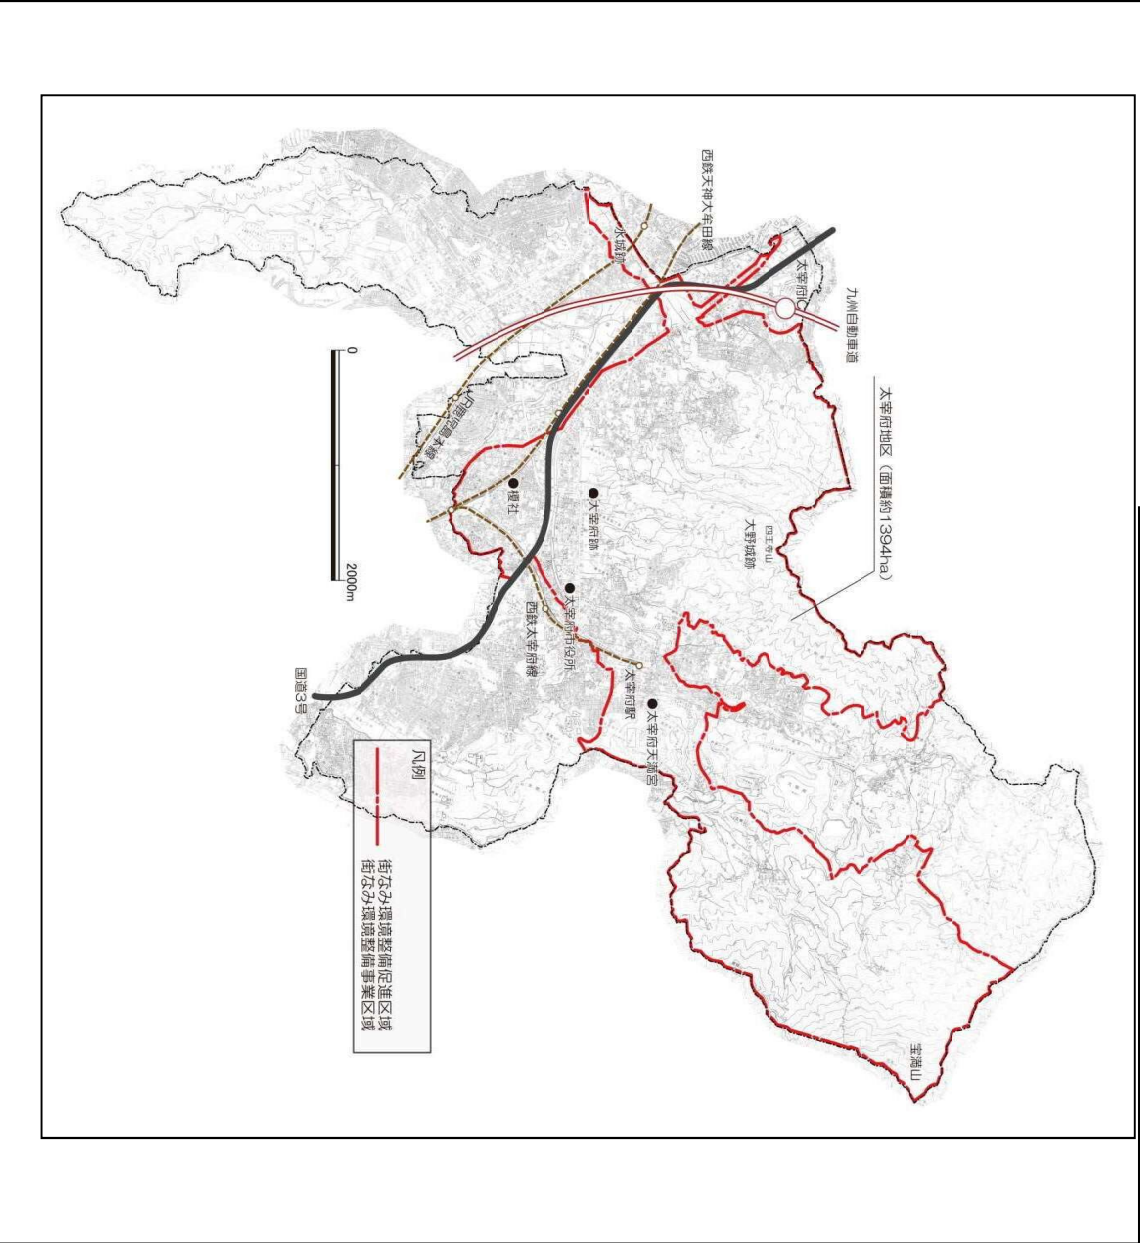 九州自動車道
太宰府IC
西鉄天神大牟田線
水城跡
太宰府地区（面積約1394ha）
四王寺山
大野城跡
JR鹿児島本線
榎社
大宰府跡
太宰府市役所
西鉄太宰府線
太宰府駅
太宰府天満宮
国道3号
宝満山
0
2000m
凡例
街なみ環境整備促進区域
街なみ環境整備事業区域